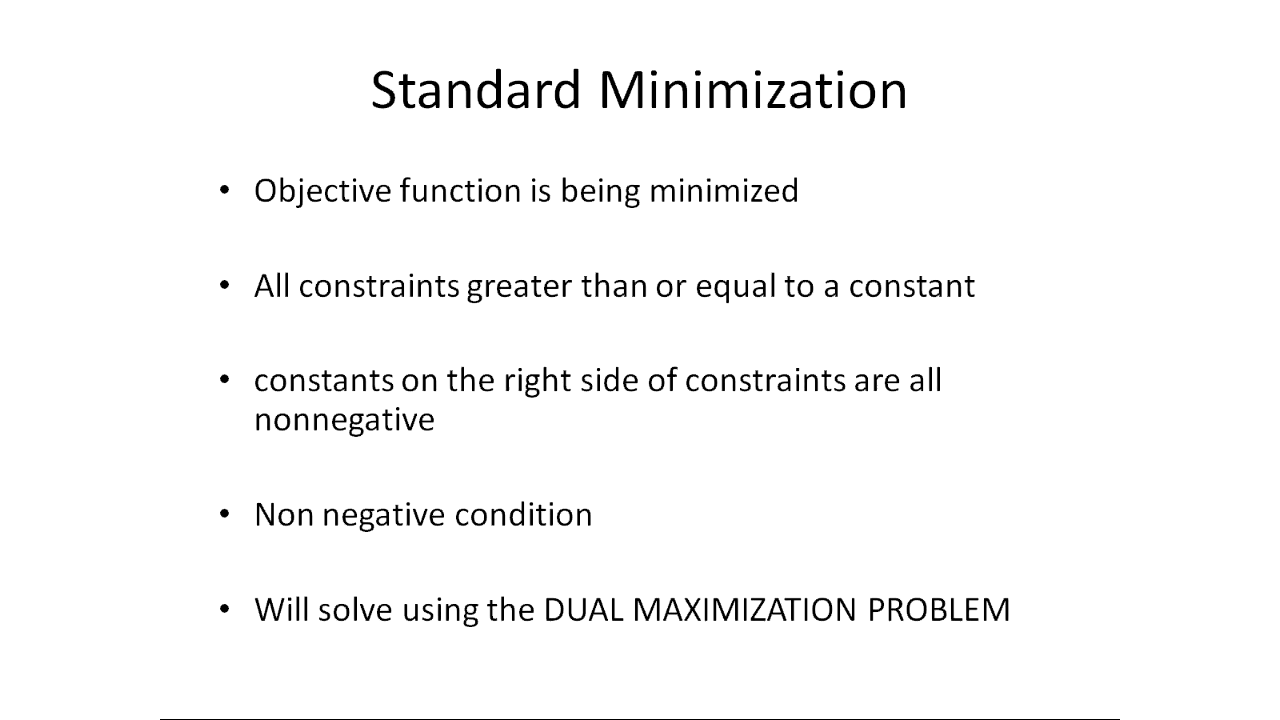 Standard Minimization
• Objective function is being minimized
• All constraints greater than or equal to a constant
• constants on the right side of constraints are all
nonnegative
• Non negative condition
• Will solve using the DUAL MAXIMIZATION PROBLEM